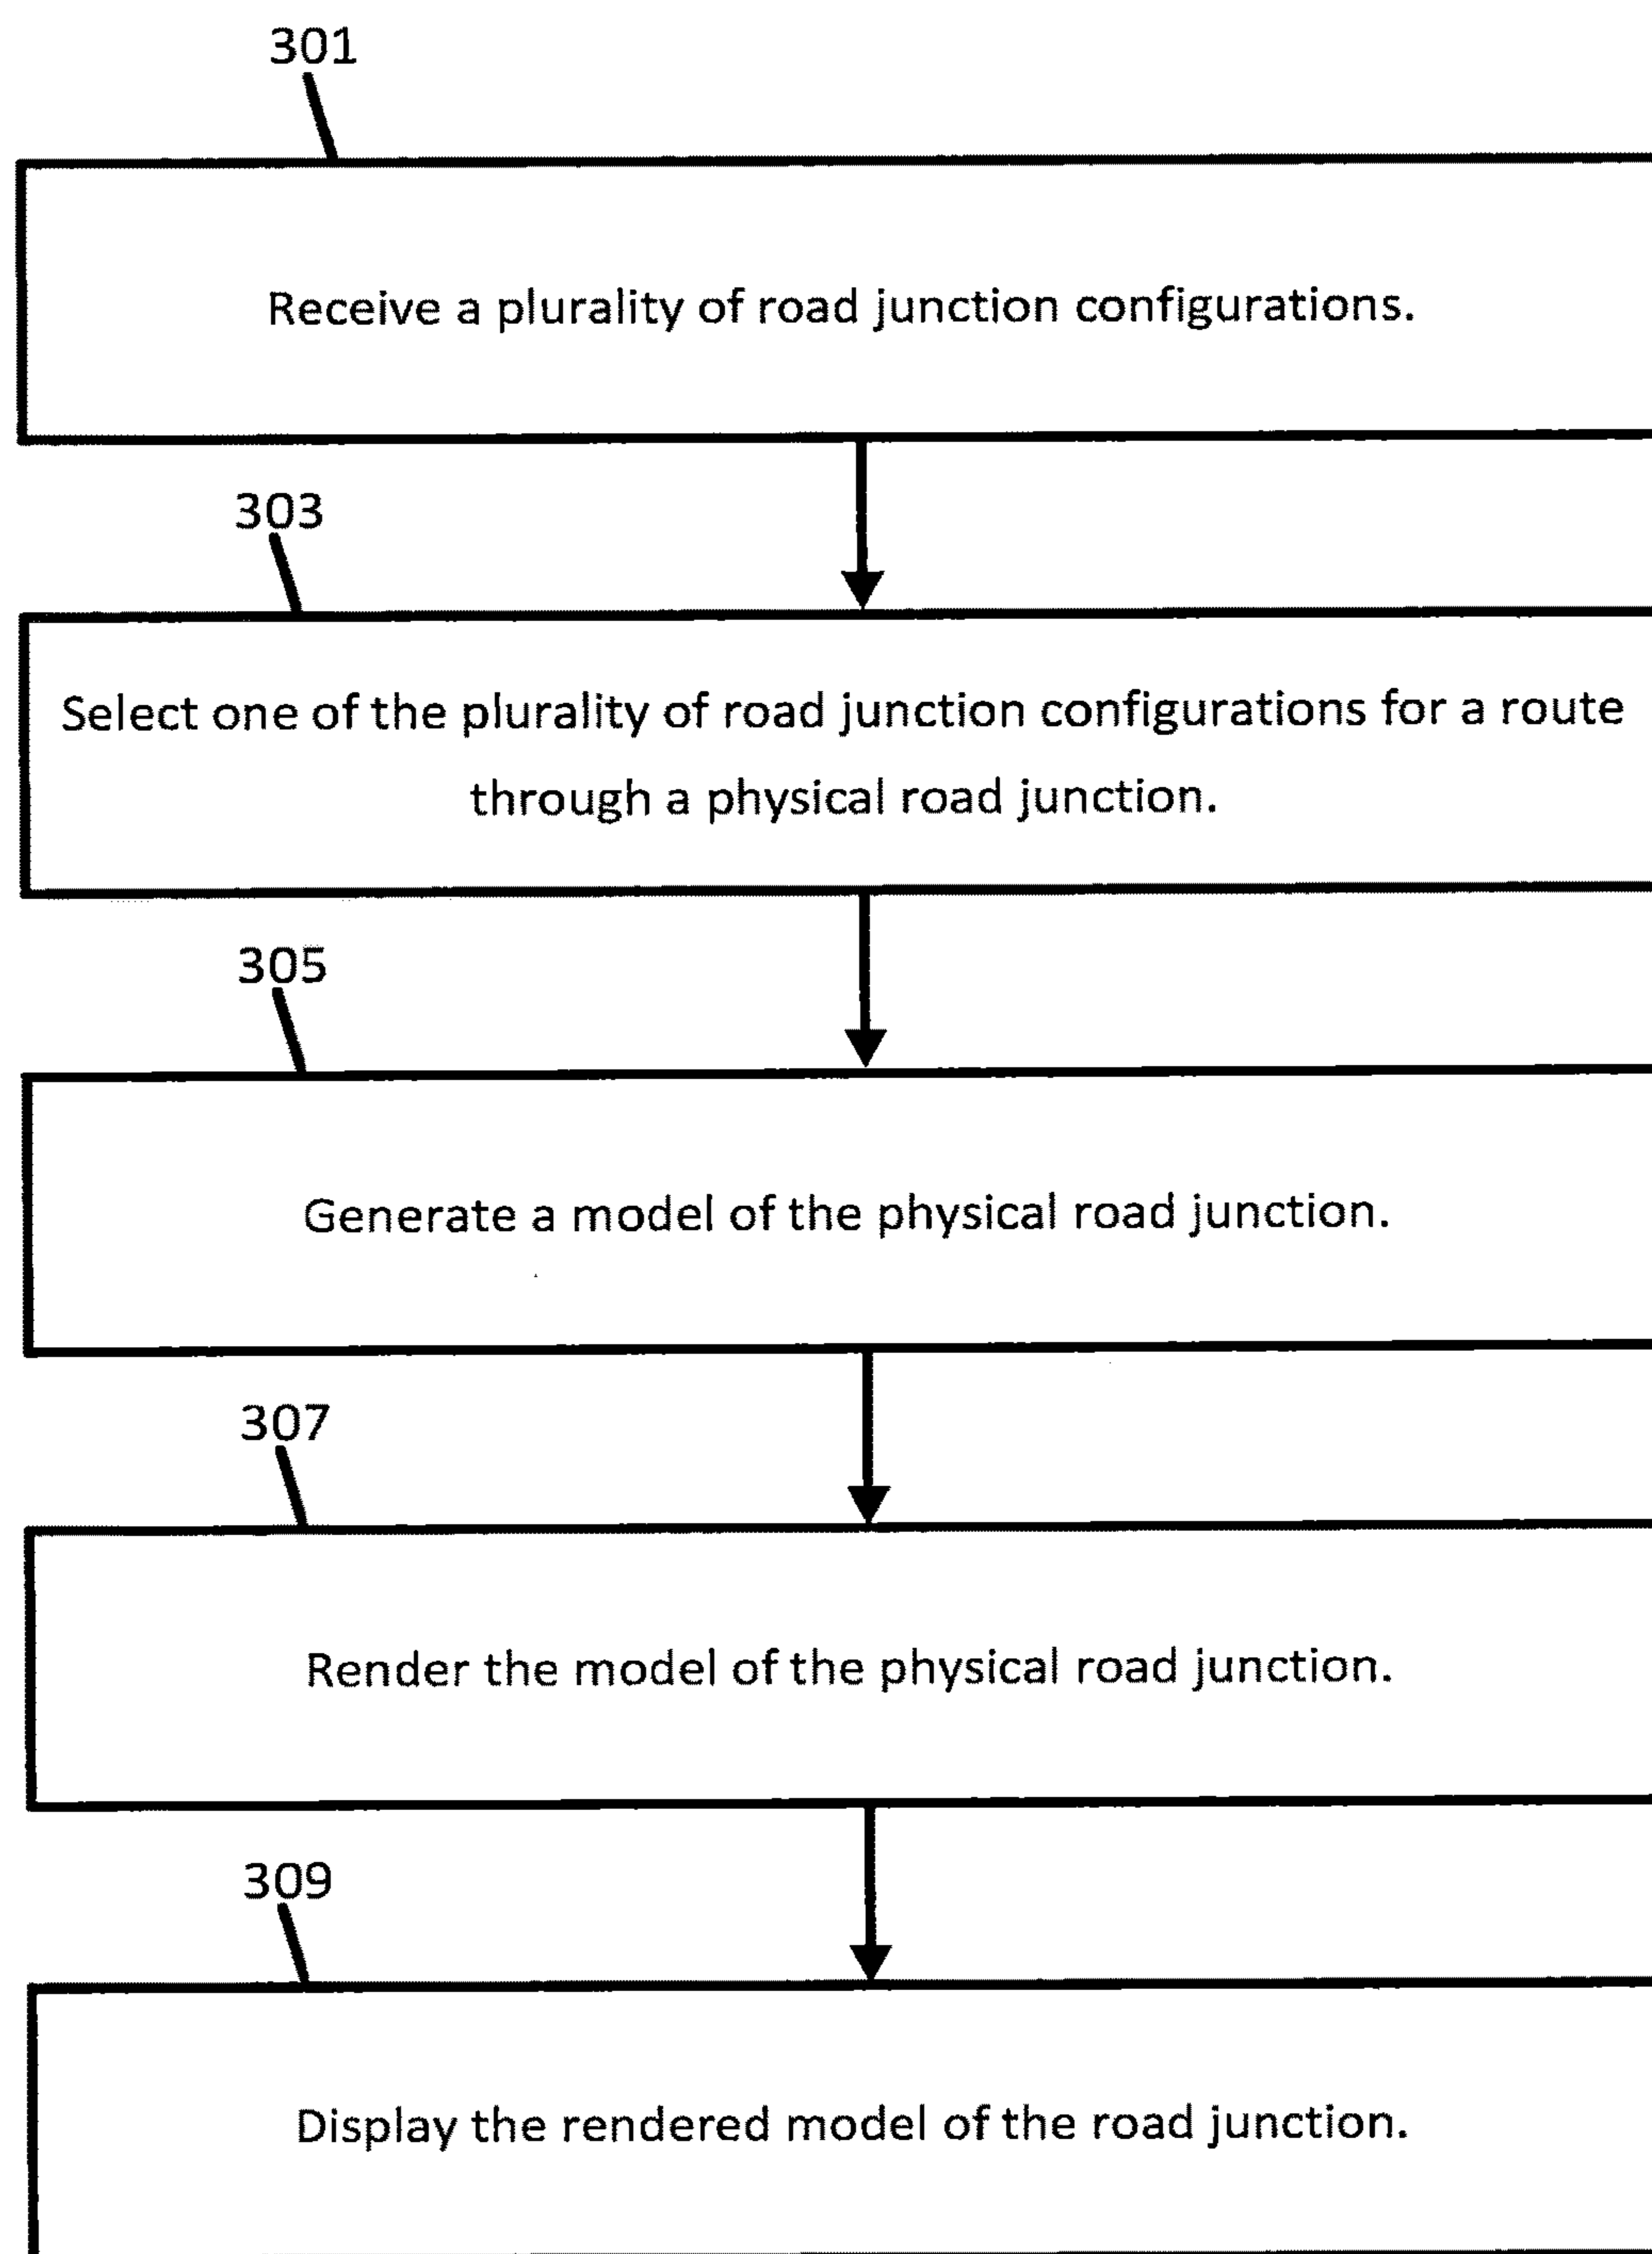 301
Receive a plurality of road junction configurations.
303
Select one of the plurality of road junction configurations for a route
through a physical road junction.
305
Generate a model of the physical road junction.
307
Render the model of the physical road junction.
309
Display the rendered model of the road junction.